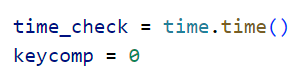 time_check = time.time()
keycomp = 0